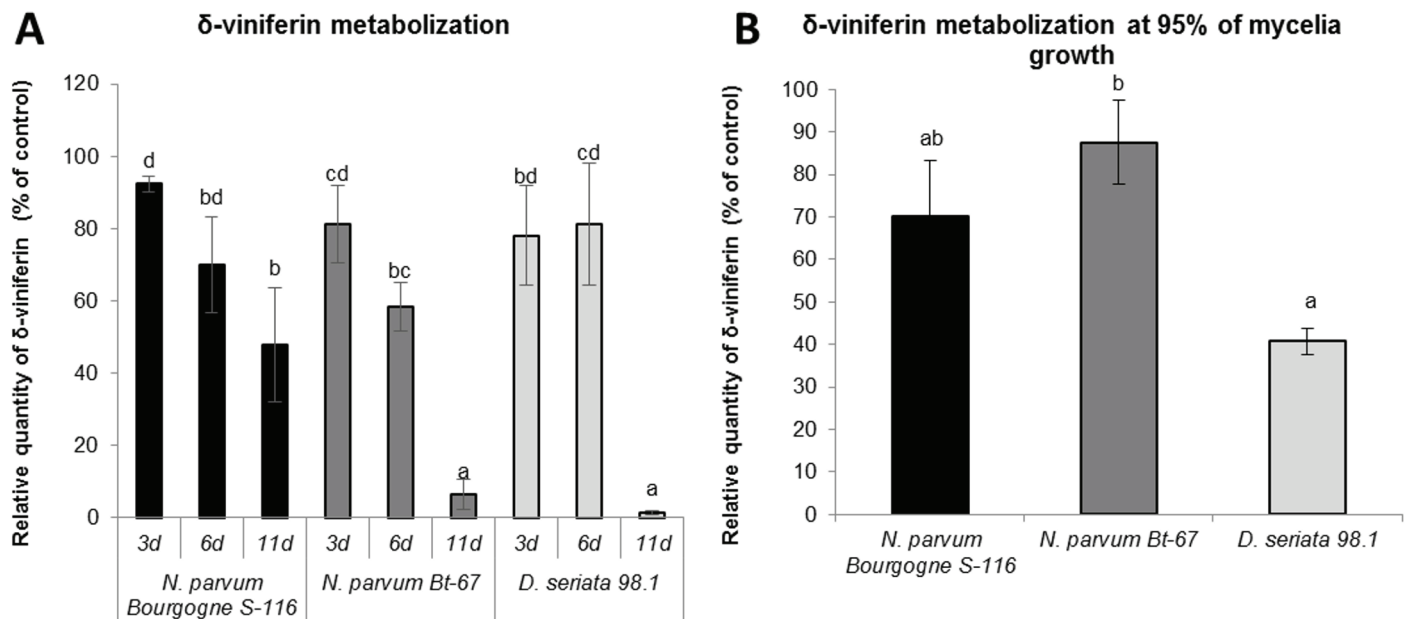 A
δ-viniferin metabolization
Relative quantity of δ-viniferin (% of control)
120
100
80
60
40
20
0
d
bd
b
cd
bc
a
bd
cd
a
3d 6d 11d 3d 6d 11d 3d 6d 11d
N. parvum
Bourgogne S-116
N. parvum Bt-67
D. seriata 98.1
B
δ-viniferin metabolization at 95% of mycelia
growth
Relative quantity of δ-viniferin (% of control)
100
90
80
70
60
50
40
30
20
10
0
ab
b
a
N. parvum
Bourgogne S-116
N. parvum Bt-67
D. seriata 98.1